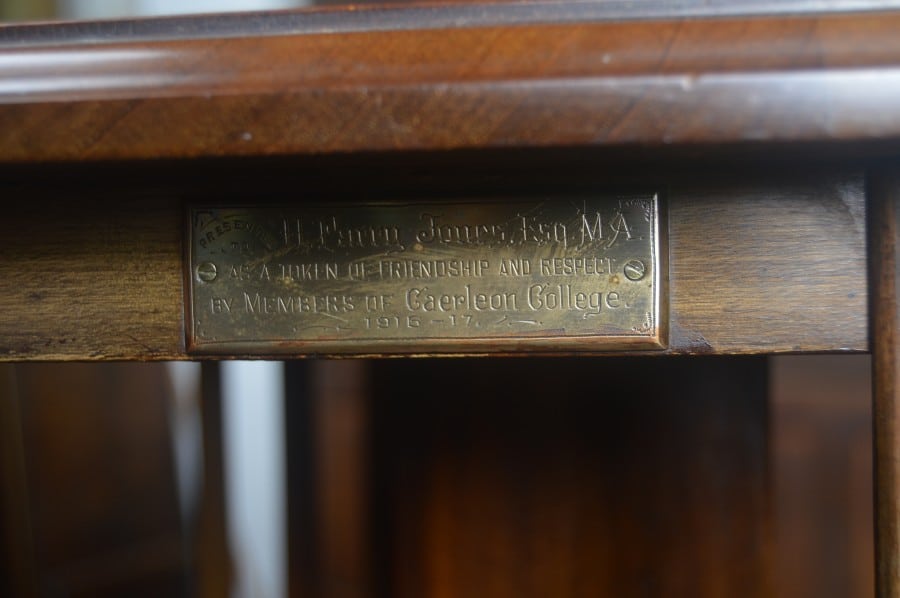 PRESENTED
TO
H. Parry Jones, Esq. M.A.
AS A TOKEN OF FRIENDSHIP AND RESPECT
BY MEMBERS OF Caerleon College.
1916-17.